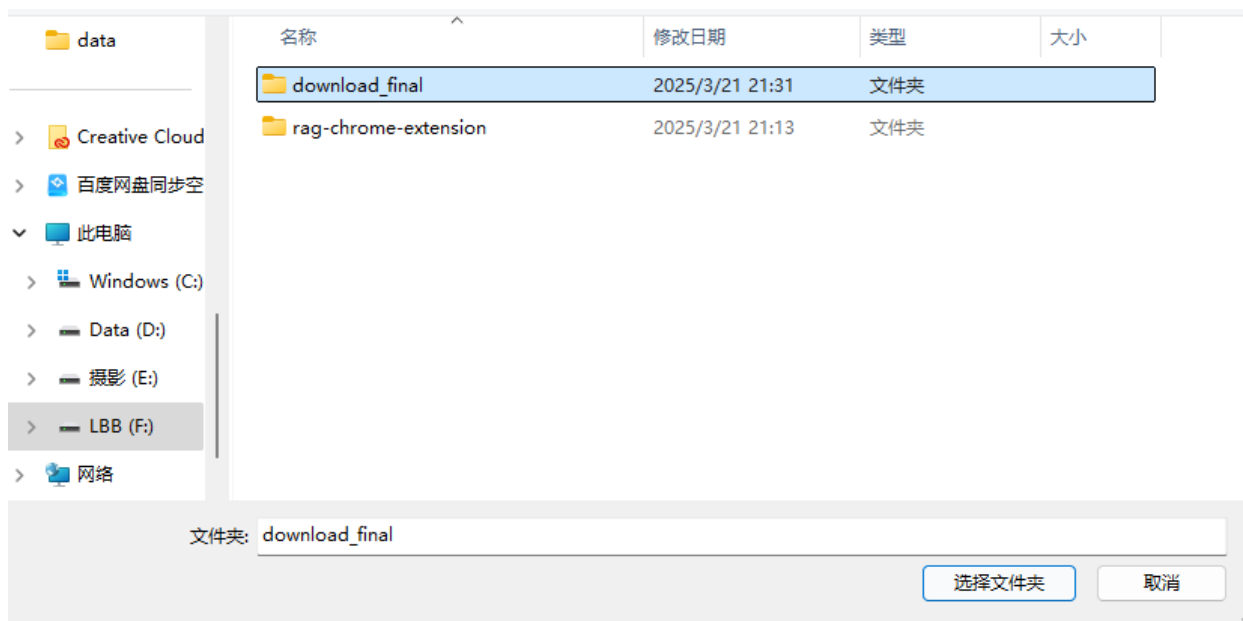 data
Creative Cloud
百度网盘同步空
此电脑
Windows (C:)
Data (D:)
摄影 (E:)
LBB (F:)
网络
名称 修改日期 类型 大小
download_final 2025/3/21 21:31 文件夹
rag-chrome-extension 2025/3/21 21:13 文件夹
文件夹: download_final
选择文件夹 取消